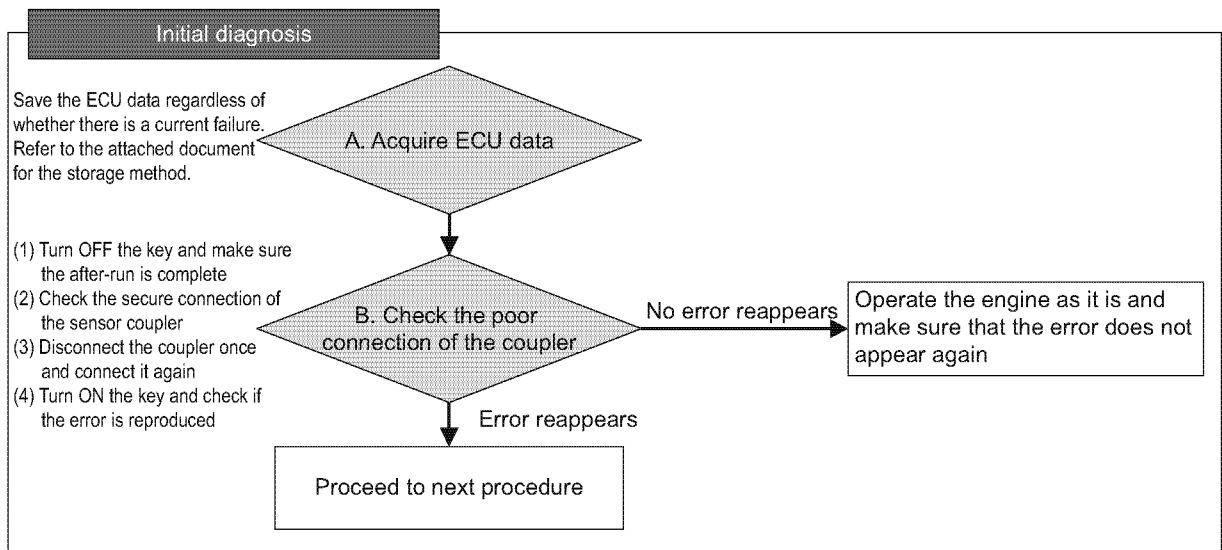 Initial diagnosis
Save the ECU data regardless of
whether there is a current failure.
Refer to the attached document
for the storage method.
A. Acquire ECU data
(1) Turn OFF the key and make sure
the after-run is complete
(2) Check the secure connection of
the sensor coupler
(3) Disconnect the coupler once
and connect it again
(4) Turn ON the key and check if
the error is reproduced
B. Check the poor
connection of the coupler
No error reappears
Operate the engine as it is and
make sure that the error does not
appear again
Error reappears
Proceed to next procedure